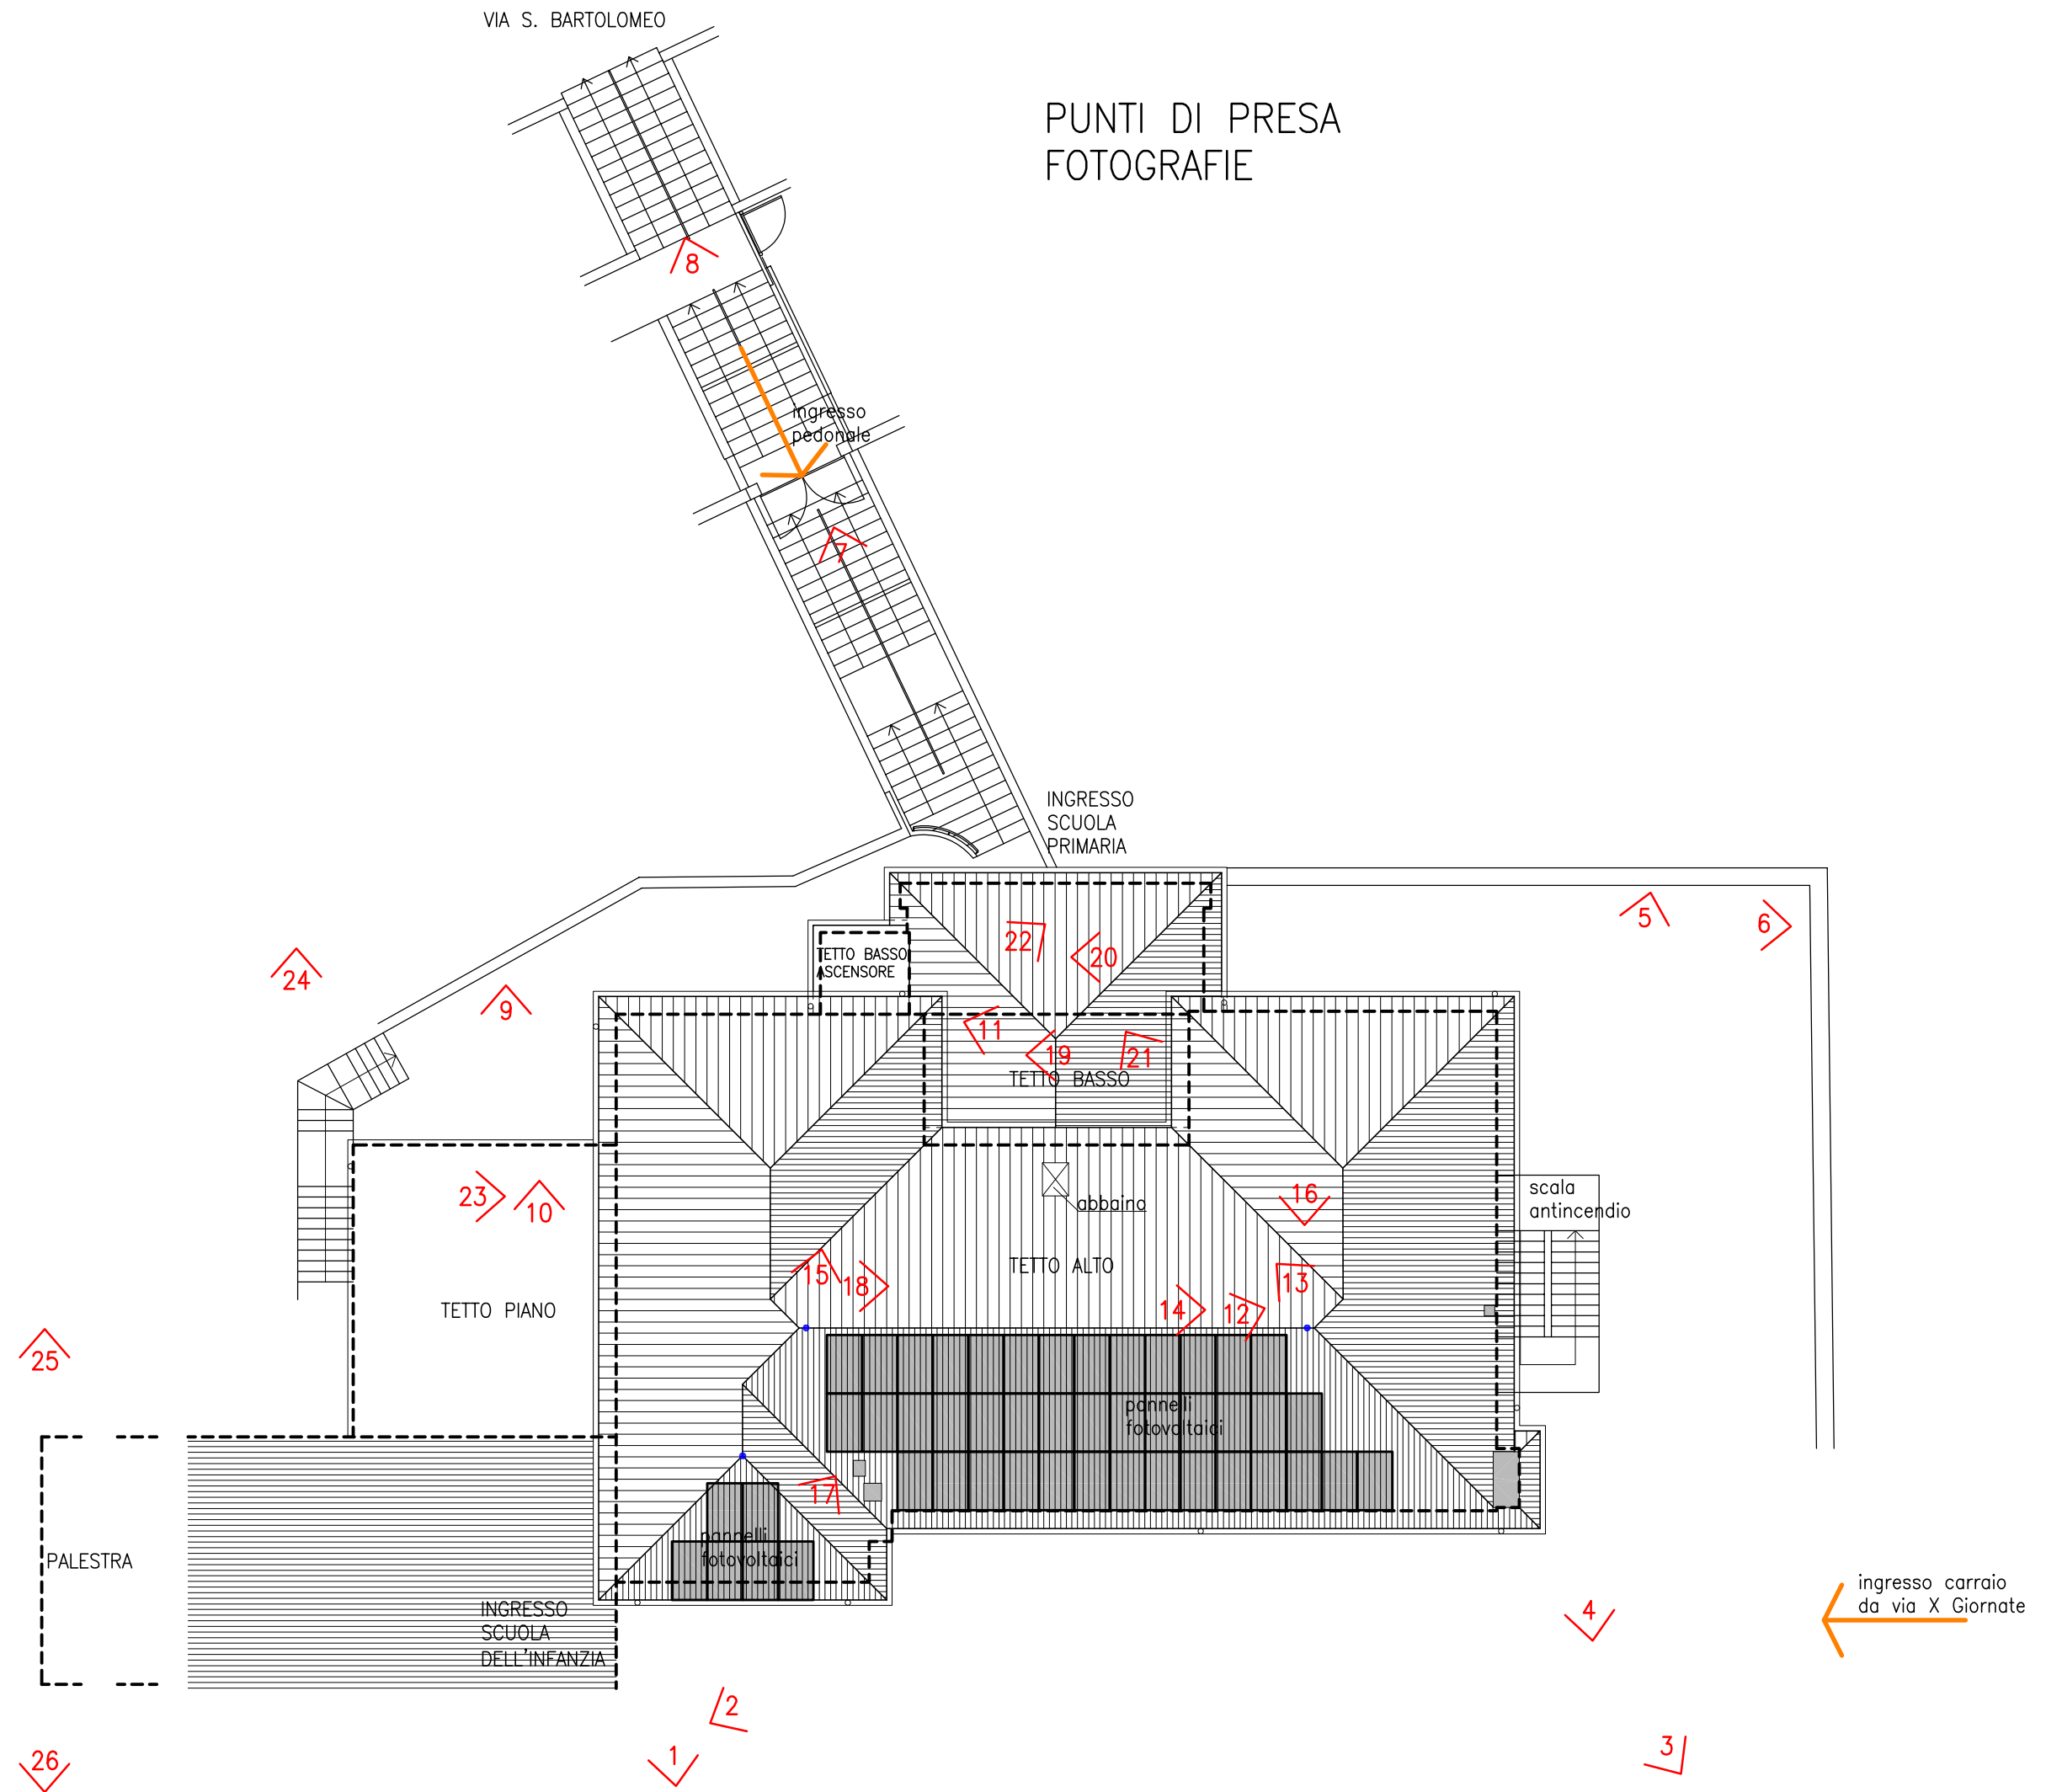 VIA S. BARTOLOMEO
PUNTI DI PRESA
FOTOGRAFIE
8
ingresso
pedonale
7
INGRESSO
SCUOLA
PRIMARIA
5
6
22
20
TETTO BASSO
ASCENSORE
24
9
11
19
21
TETTO BASSO
23
10
16
abbaino
scala
antincendio
TETTO ALTO
15
18
13
14
12
TETTO PIANO
25
pannelli
fotovoltaici
17
pannelli
fotovoltaici
PALESTRA
INGRESSO
SCUOLA
DELL'INFANZIA
4
ingresso carraio
da via X Giornate
2
1
3
26